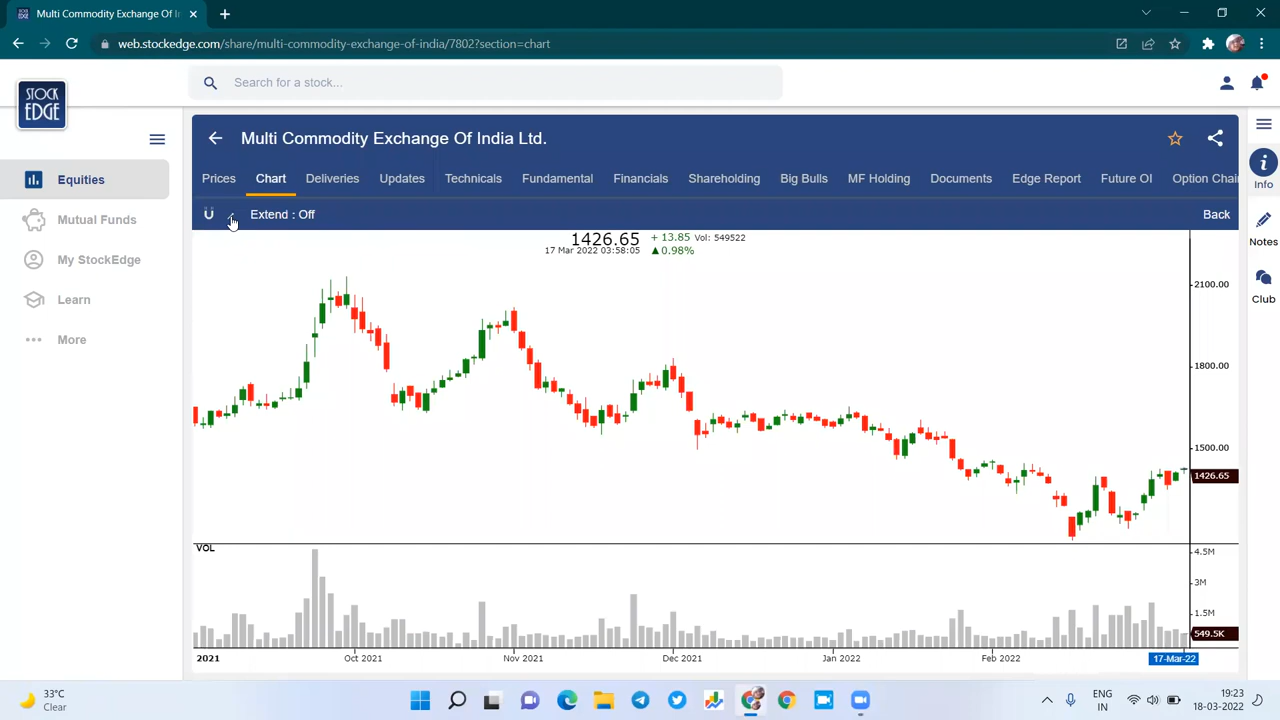 Multi Commodity Exchange Of In
web.stockedge.com/share/multi-commodity-exchange-of-india/7802?section=chart
STOCK
EDGE
Search for a stock...
Multi Commodity Exchange Of India Ltd.
Prices Chart Deliveries Updates Technicals Fundamental Financials Shareholding Big Bulls MF Holding Documents Edge Report Future OI Option Chain
Extend : Off Back
Equities
Mutual Funds
My StockEdge
Learn
More
Info
Notes
Club
1426.65 + 13.85 Vol: 549522
17 Mar 2022 03:58:05 ▲0.98%
2100.00
1800.00
1500.00
1426.65
VOL
4.5M
3M
1.5M
549.5K
2021 Oct 2021 Nov 2021 Dec 2021 Jan 2022 Feb 2022 17-Mar-22
33°C
Clear
ENG
IN
19:23
18-03-2022